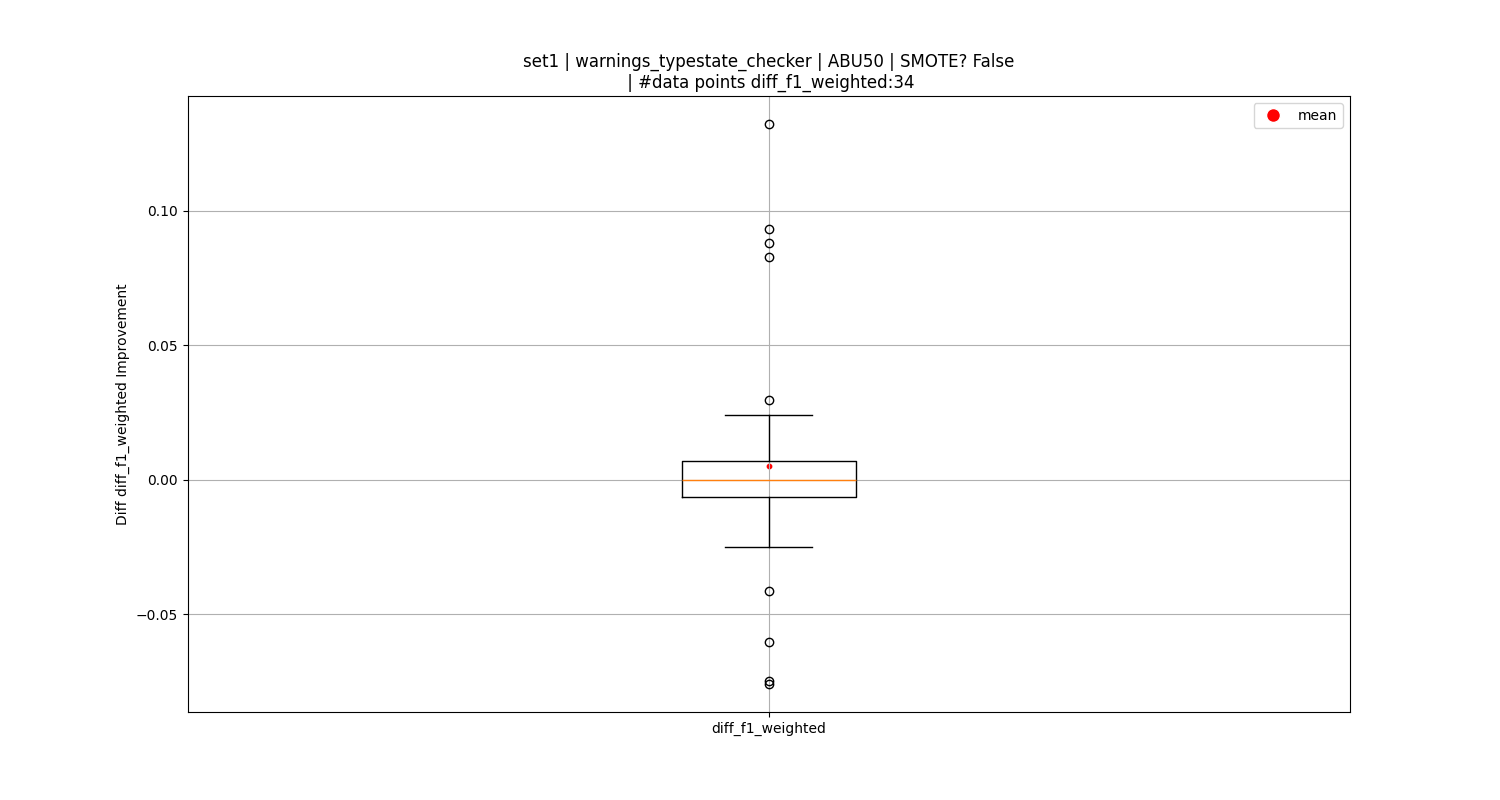 set1 | warnings_typestate_checker | ABU50 | SMOTE? False
| #data points diff_f1_weighted:34
mean
0.10
0.05
0.00
−0.05
Diff diff_f1_weighted Improvement
diff_f1_weighted